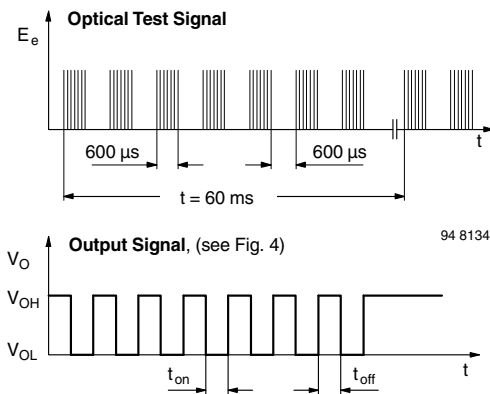 Optical Test Signal
Ee
t
600 µs
600 µs
t = 60 ms
94 8134
Output Signal, (see Fig. 4)
VO
VOH
VOL
ton
toff
t